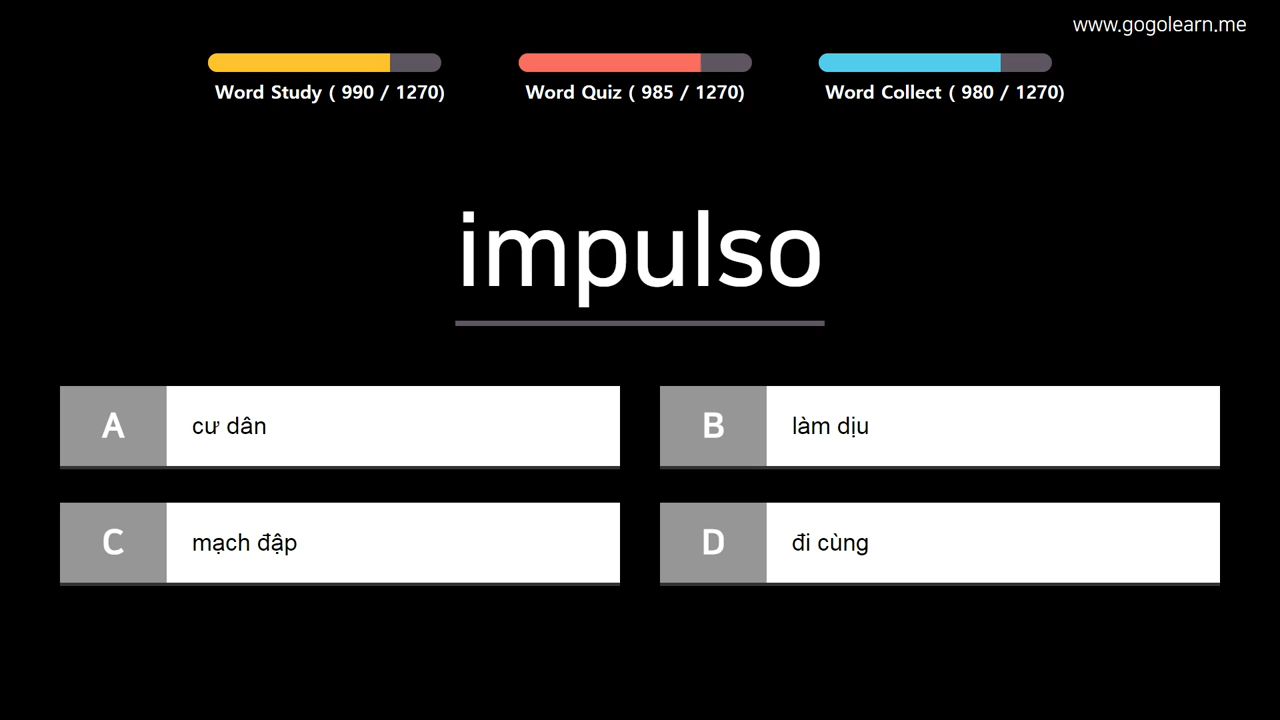 www.gogolearn.me
Word Study ( 990 / 1270)
Word Quiz ( 985 / 1270)
Word Collect ( 980 / 1270)
impulso
A cư dân
B làm dịu
C mạch đập
D đi cùng